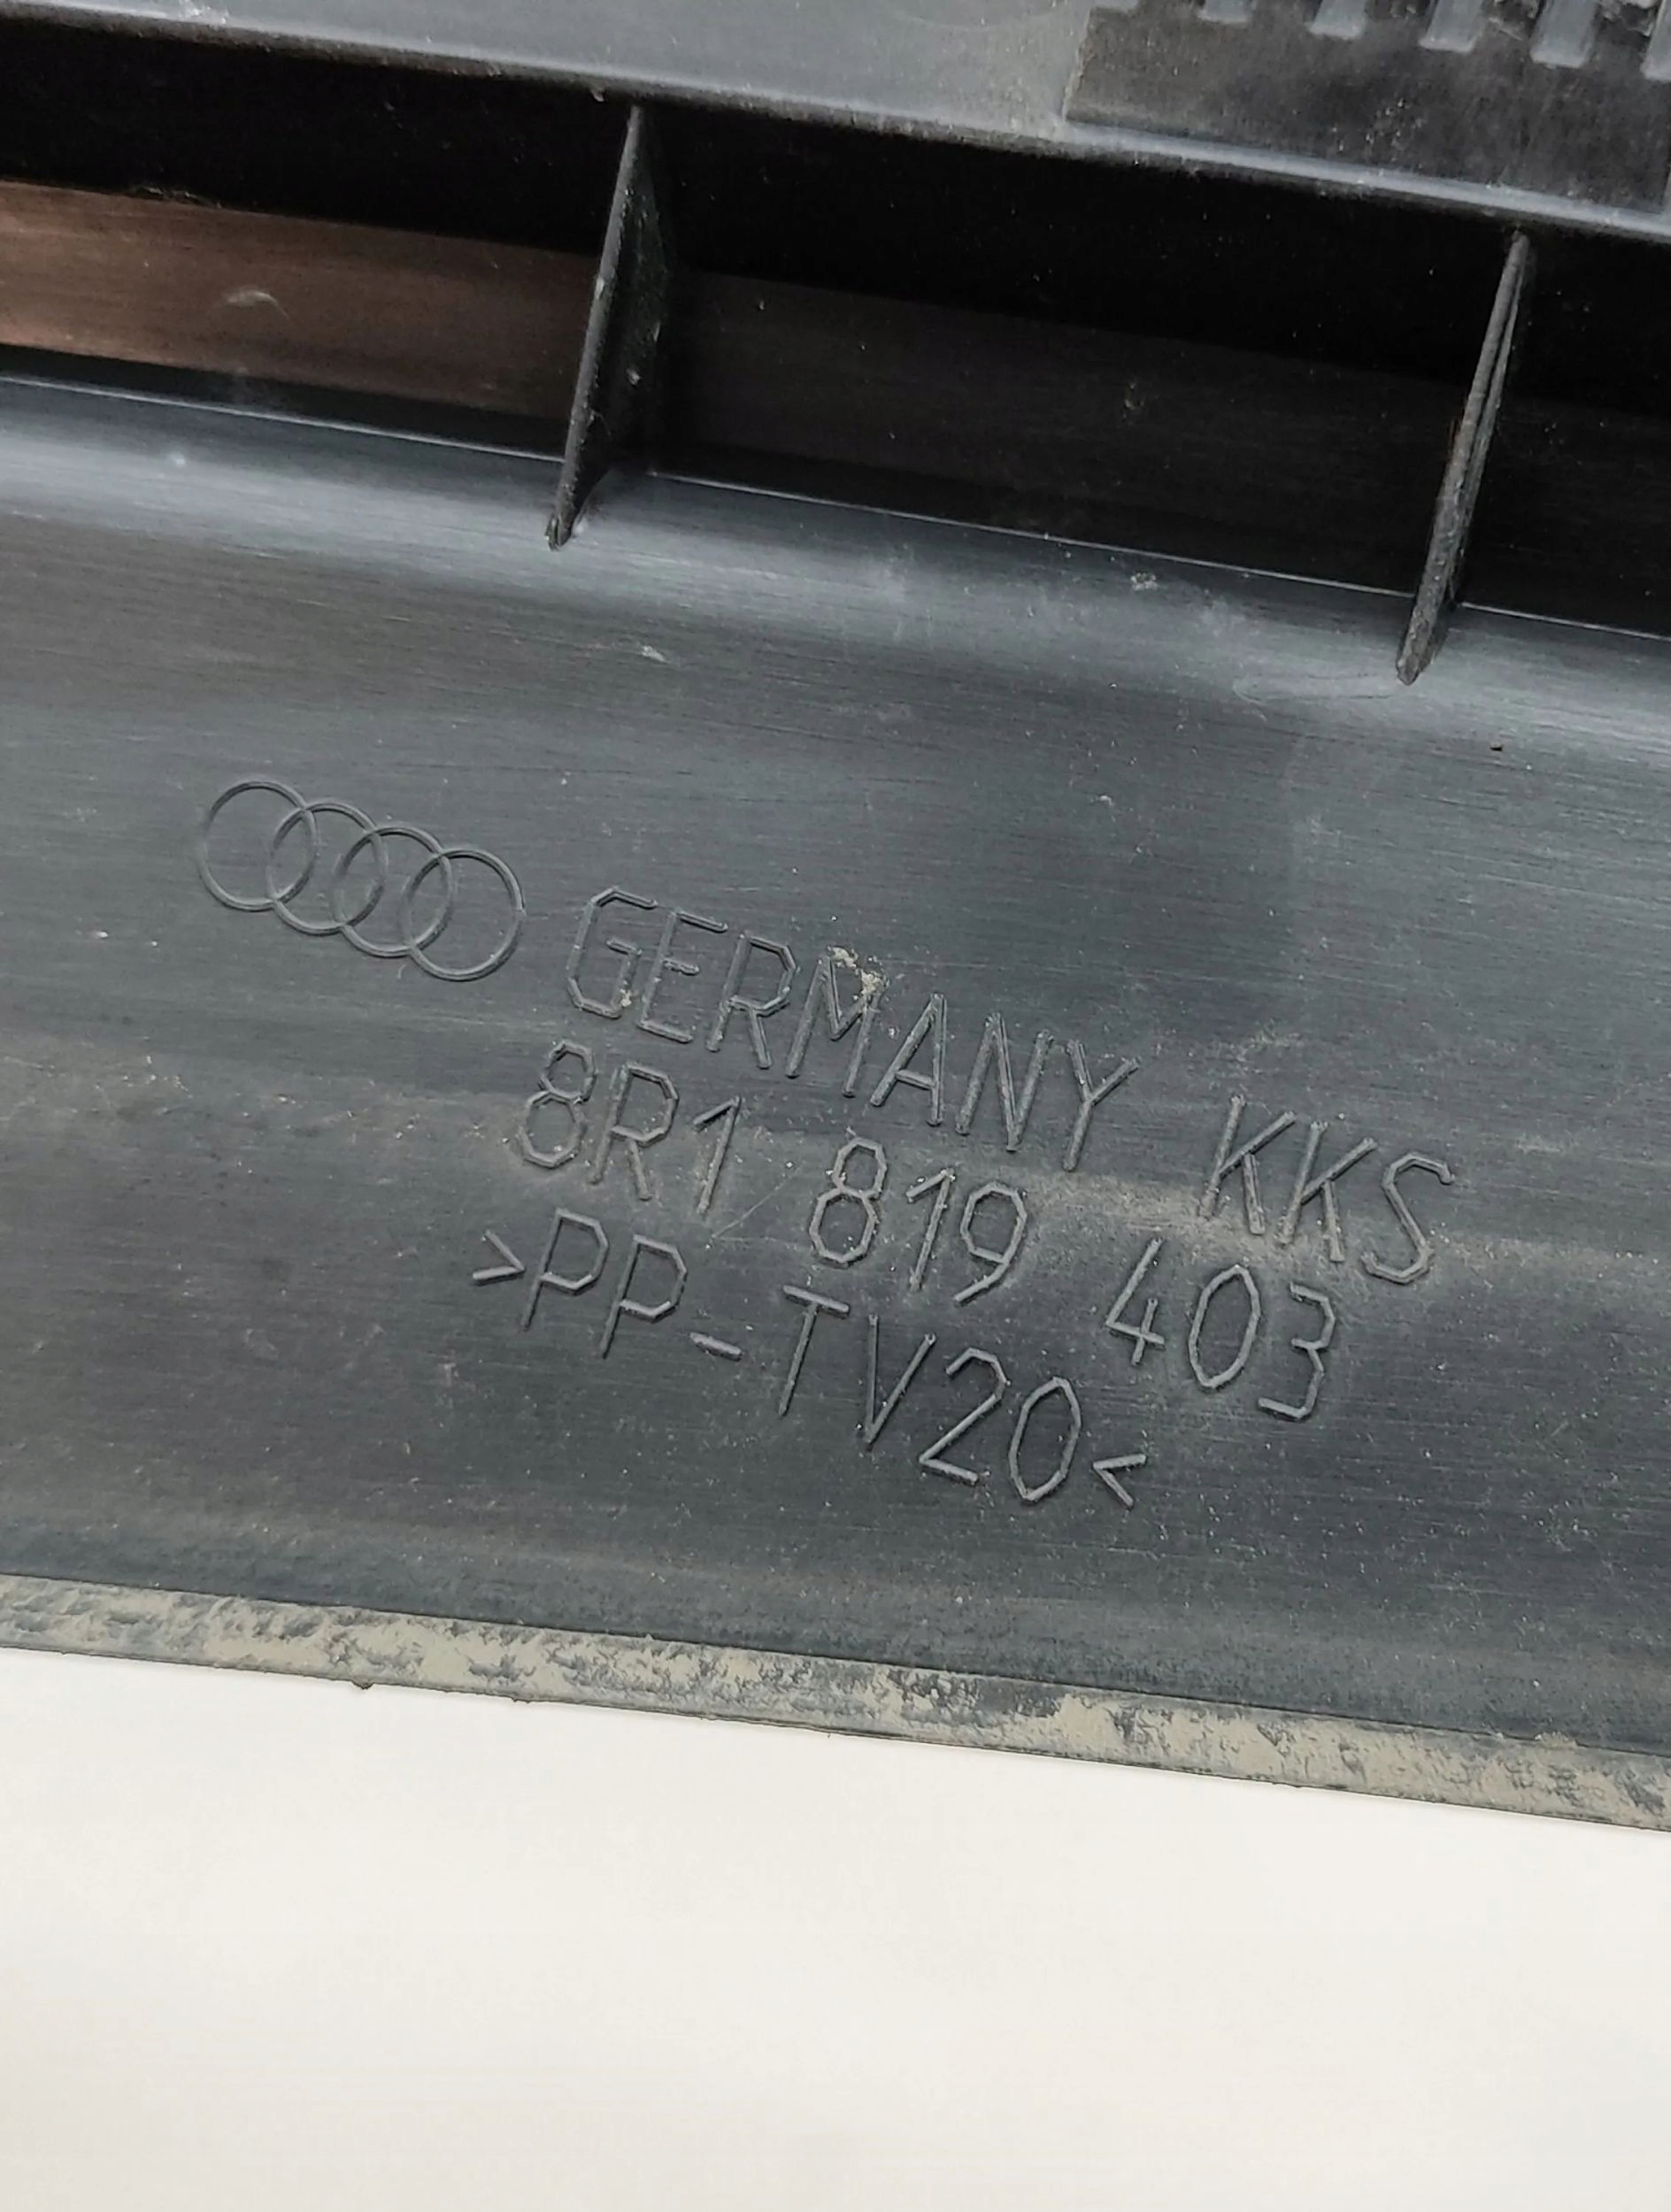 GERMANY KKS
8R1 819 403
>PP-TV20<